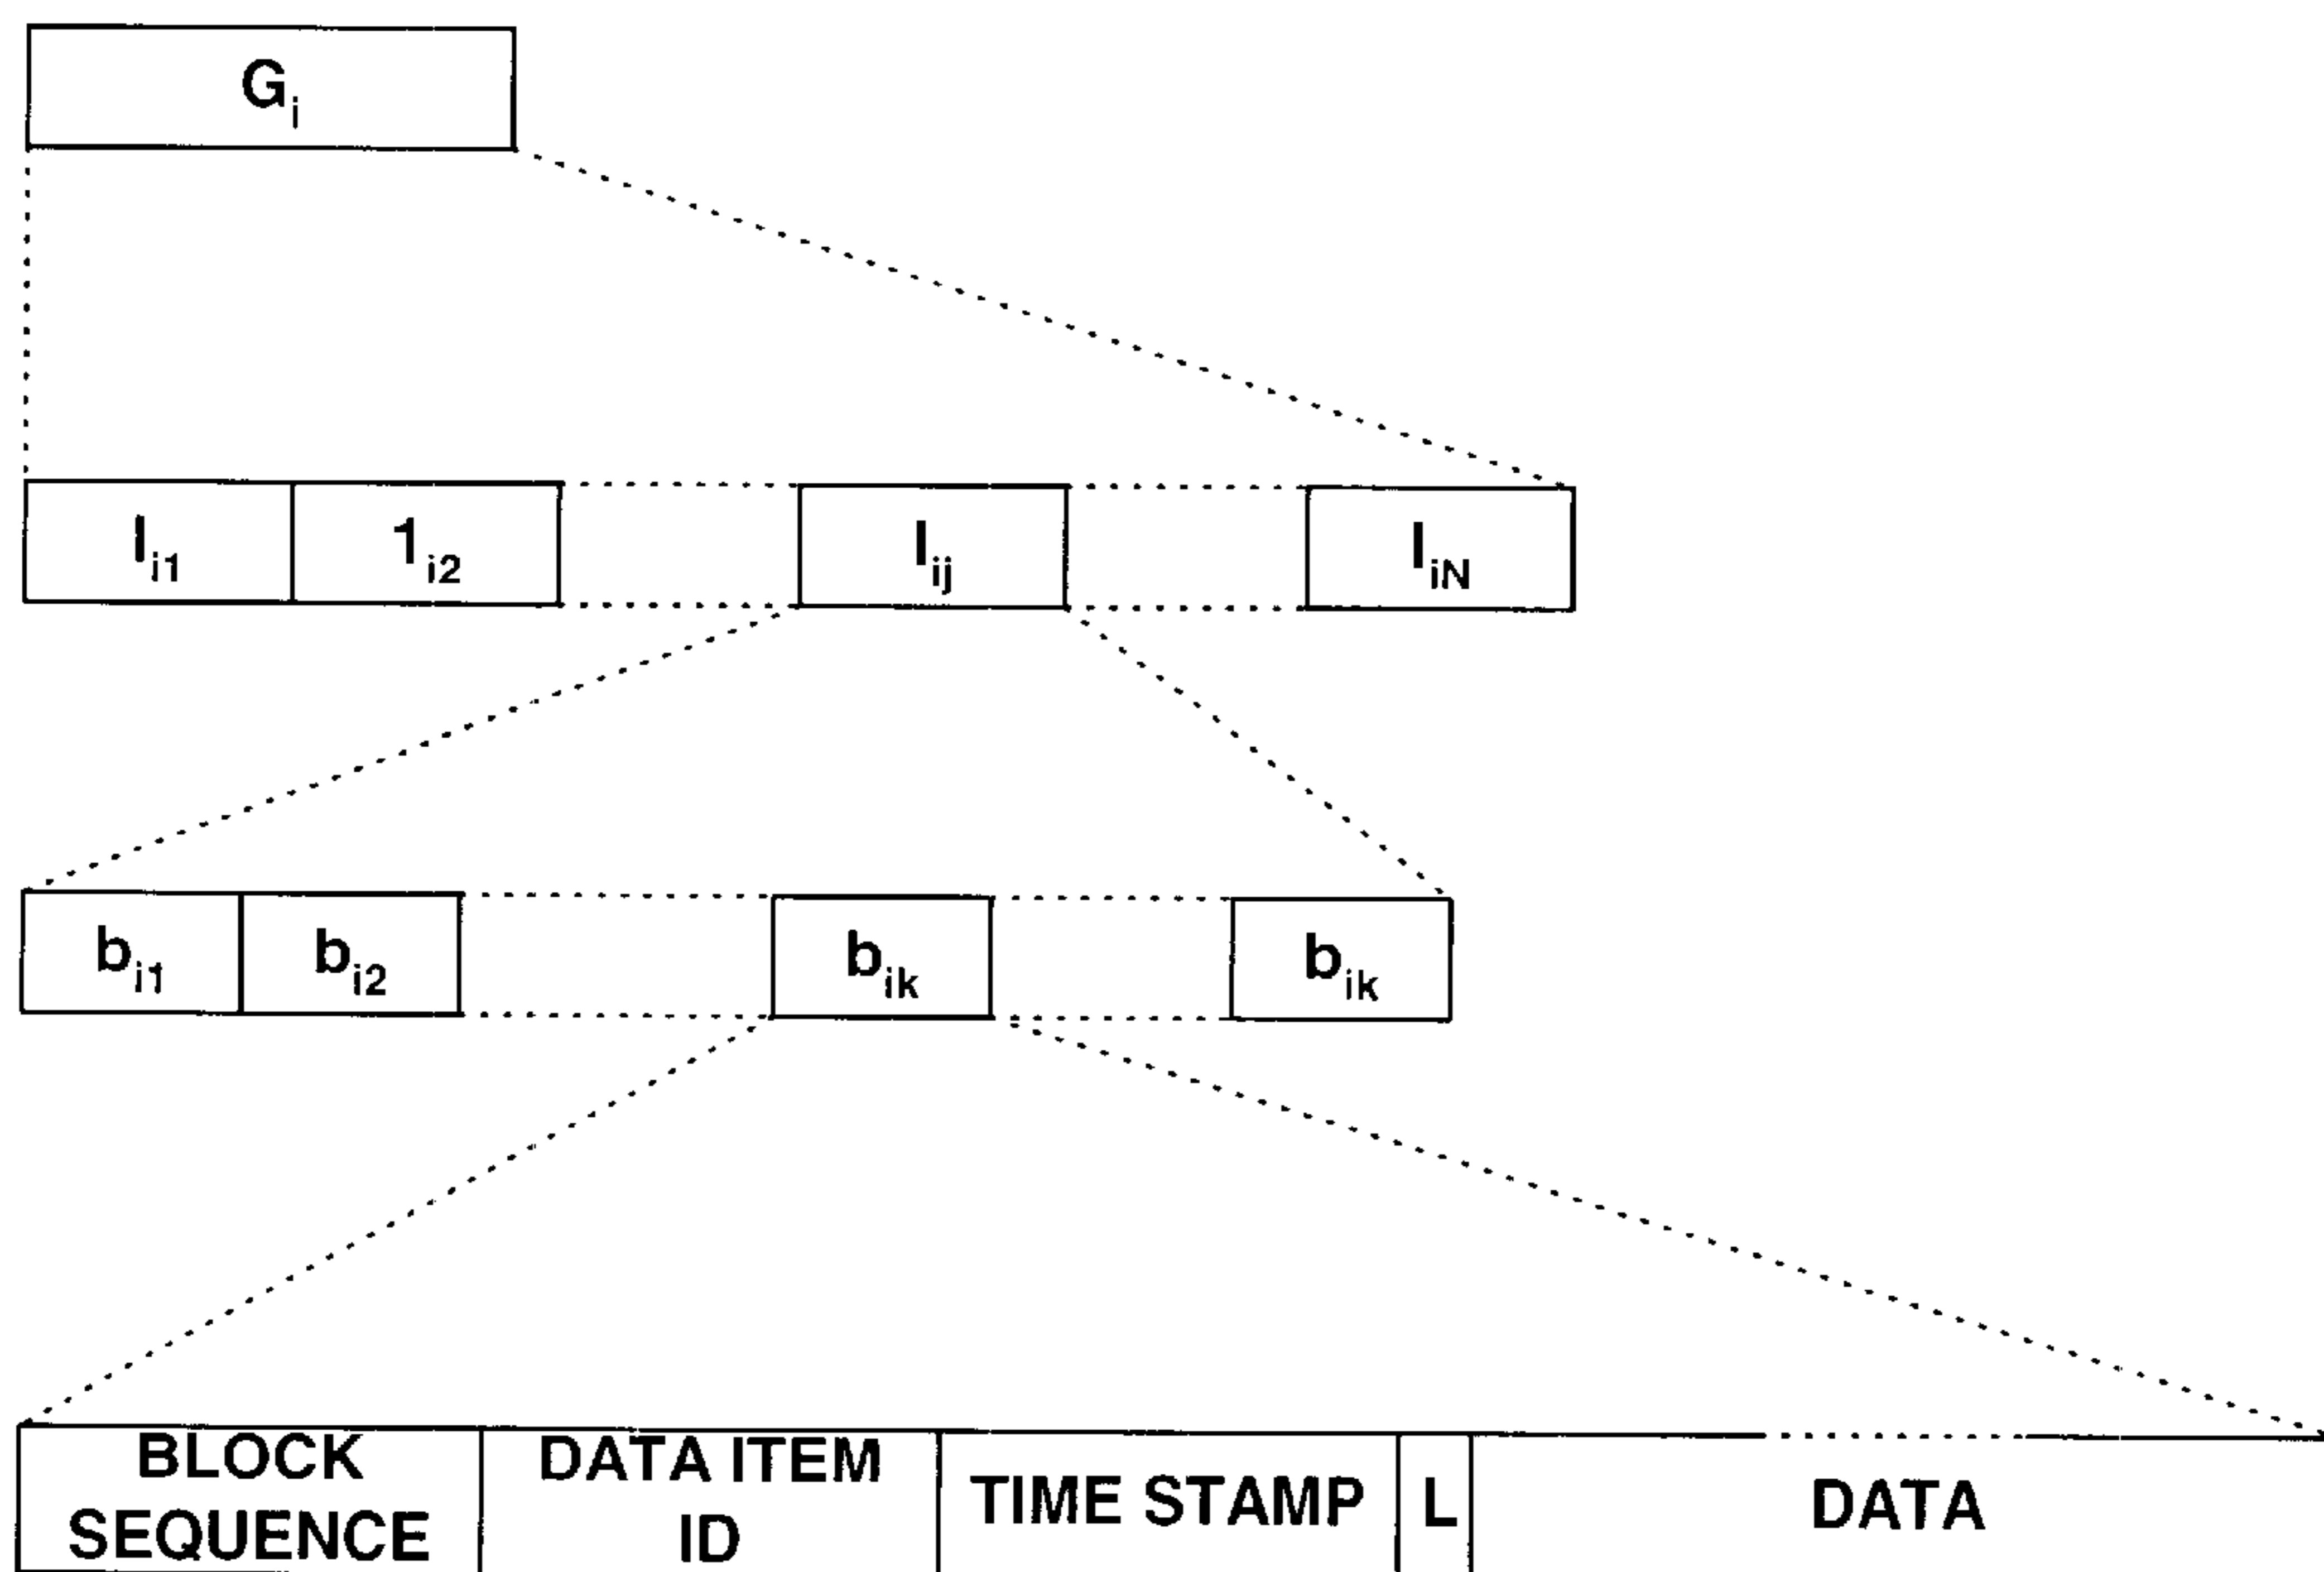 Gi
Ii1 1i2 Iij IiN
bi1 bi2 bik bik
BLOCK SEQUENCE
DATA ITEM ID
TIME STAMP
L
DATA